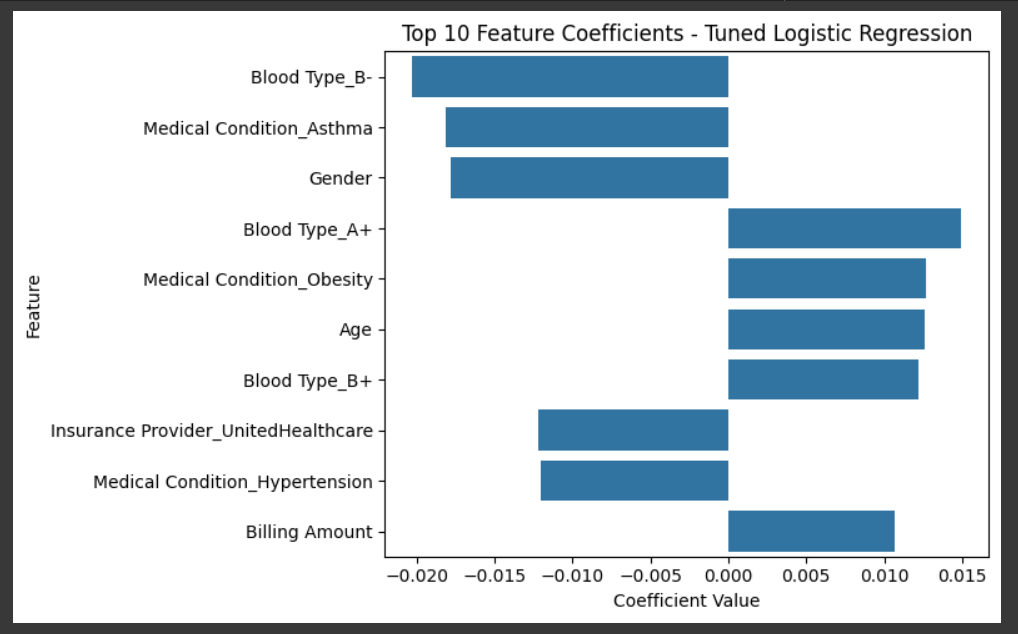 Top 10 Feature Coefficients - Tuned Logistic Regression
Feature
Blood Type_B-
Medical Condition_Asthma
Gender
Blood Type_A+
Medical Condition_Obesity
Age
Blood Type_B+
Insurance Provider_UnitedHealthcare
Medical Condition_Hypertension
Billing Amount
−0.020 −0.015 −0.010 −0.005 0.000 0.005 0.010 0.015
Coefficient Value